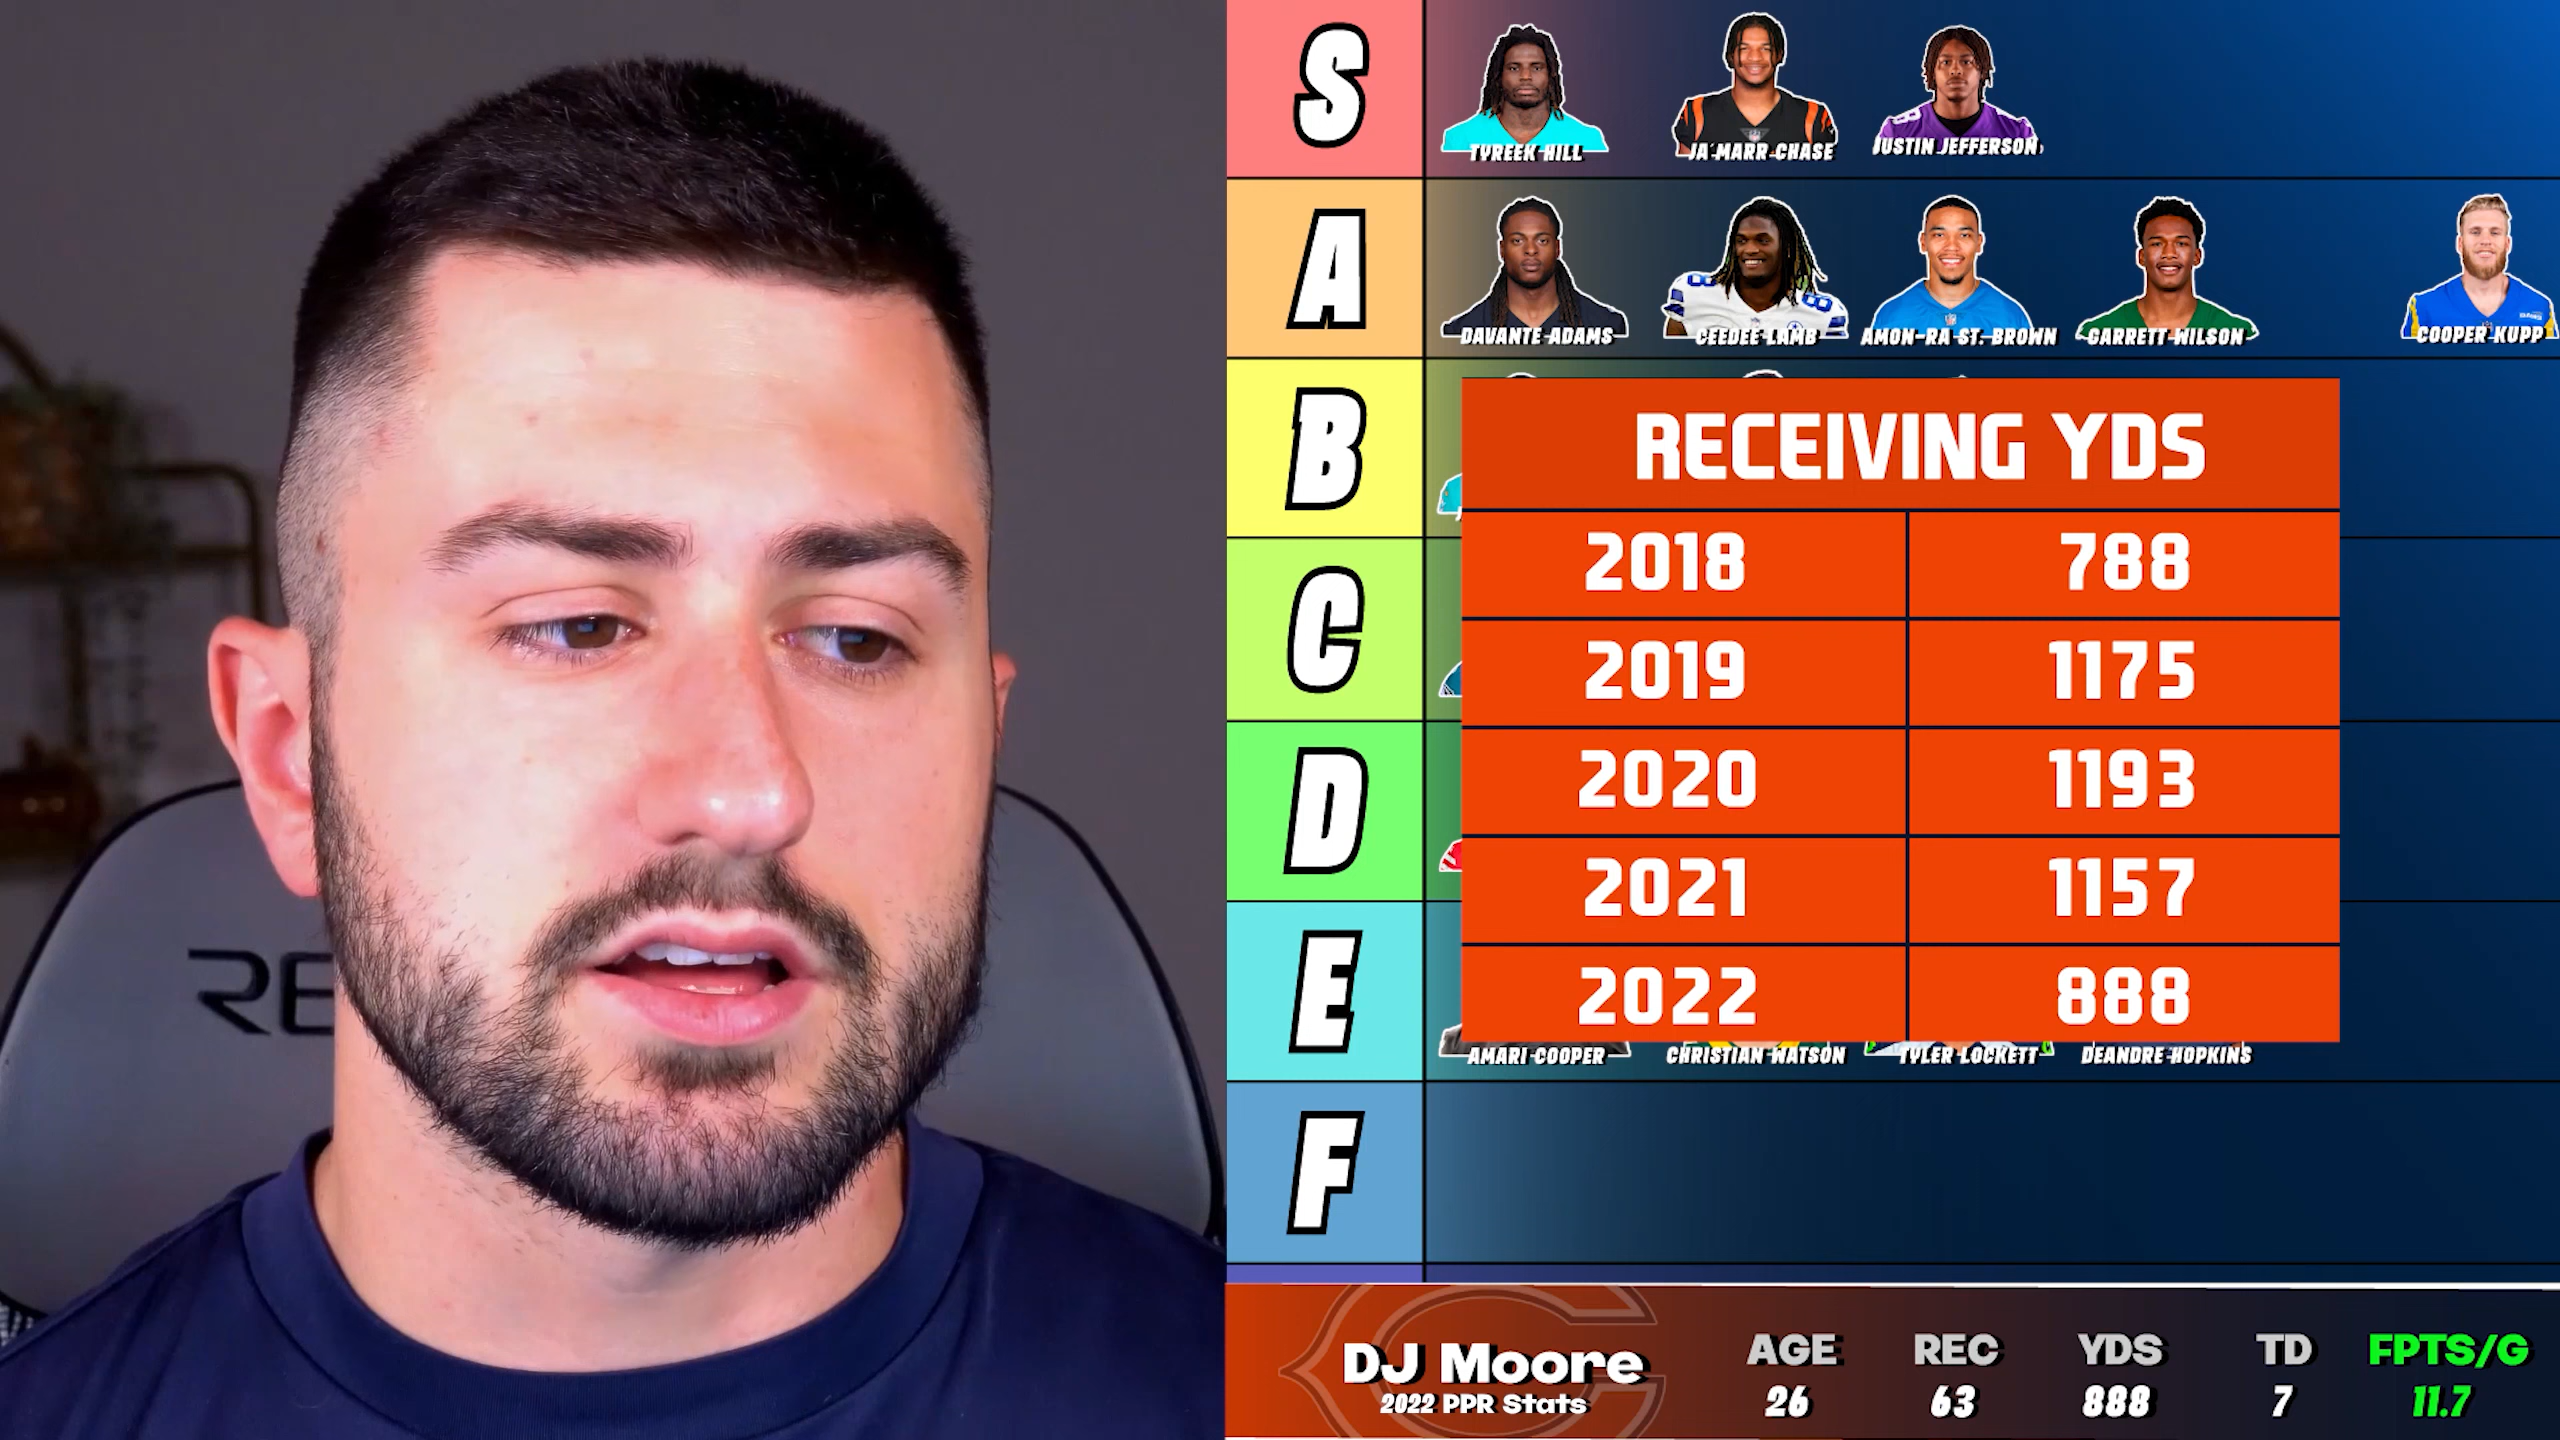 RE
S
TYREEK HILL
JA'MARR CHASE
JUSTIN JEFFERSON
A
DAVANTE ADAMS
CEEDEE LAMB
AMON-RA ST. BROWN
GARRETT WILSON
COOPER KUPP
B
RECEIVING YDS
2018 788
C
2019 1175
2020 1193
D
2021 1157
E
2022 888
AMARI COOPER
CHRISTIAN WATSON
TYLER LOCKETT
DEANDRE HOPKINS
F
DJ Moore
2022 PPR Stats
AGE REC YDS TD FPTS/G
26 63 888 7 11.7